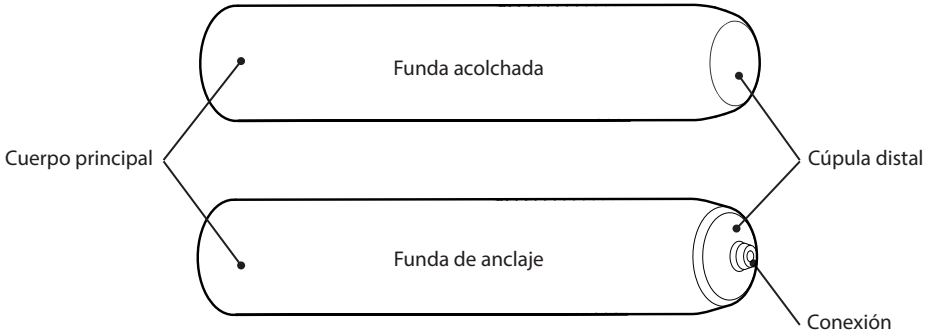 Funda acolchada
Cuerpo principal
Cúpula distal
Funda de anclaje
Conexión